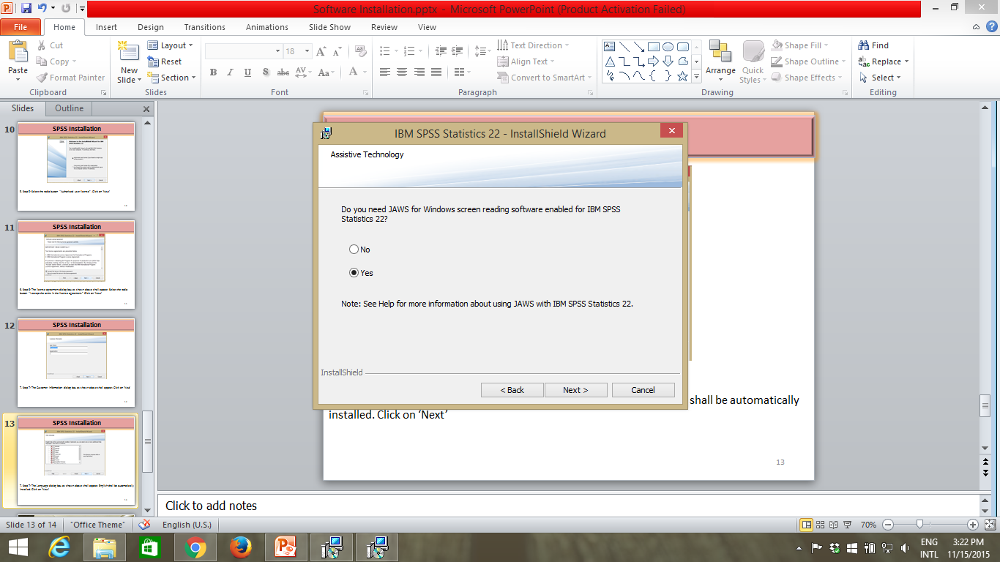 Software Installation.pptx - Microsoft PowerPoint (Product Activation Failed)
File Home Insert Design Transitions Animations Slide Show Review View
Paste
Cut
Copy
Format Painter
Clipboard
New
Slide
Layout
Reset
Section
Slides
18
B I U S abc AV Aa A
Font
Text Direction
Align Text
Convert to SmartArt
Paragraph
Arrange
Quick
Styles
Shape Fill
Shape Outline
Shape Effects
Drawing
Find
Replace
Select
Editing
Slides Outline
10
SPSS Installation
11
SPSS Installation
12
SPSS Installation
13
SPSS Installation
IBM SPSS Statistics 22 - InstallShield Wizard
Assistive Technology
Do you need JAWS for Windows screen reading software enabled for IBM SPSS
Statistics 22?
No
Yes
Note: See Help for more information about using JAWS with IBM SPSS Statistics 22.
InstallShield
< Back Next > Cancel
shall be automatically
installed. Click on ‘Next’
13
Click to add notes
Slide 13 of 14 "Office Theme" English (U.S.) 70%
ENG 3:22 PM
INTL 11/15/2015